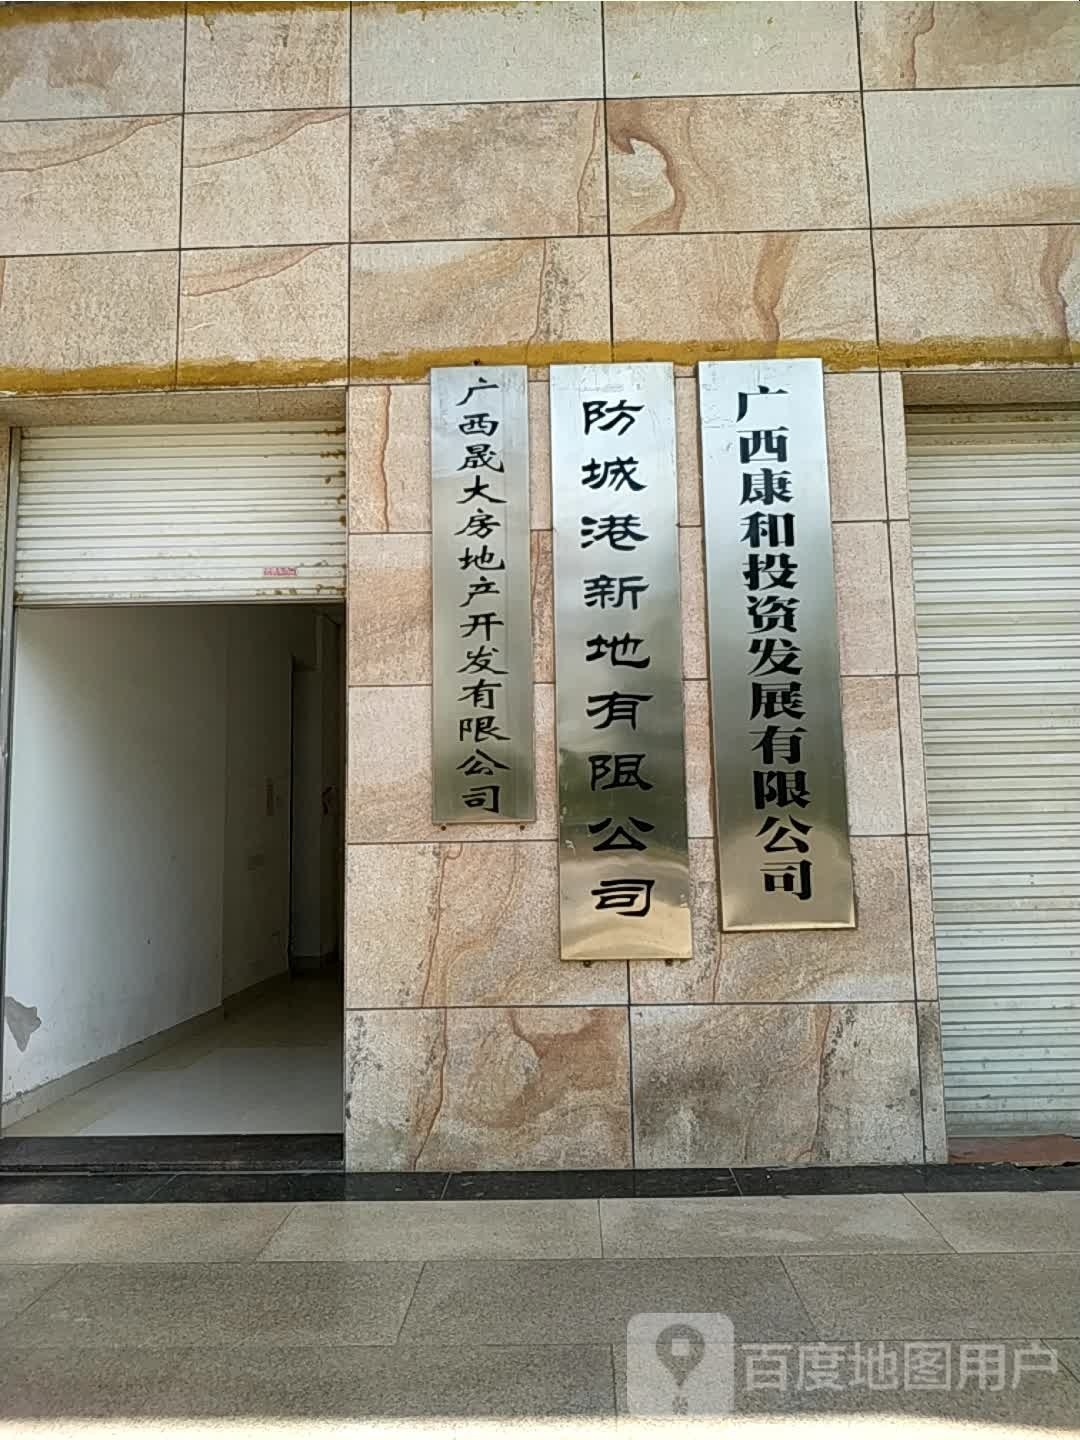 广西晟大房地产开发有限公司
防城港新地有限公司
广西康和投资发展有限公司
百度地图用户